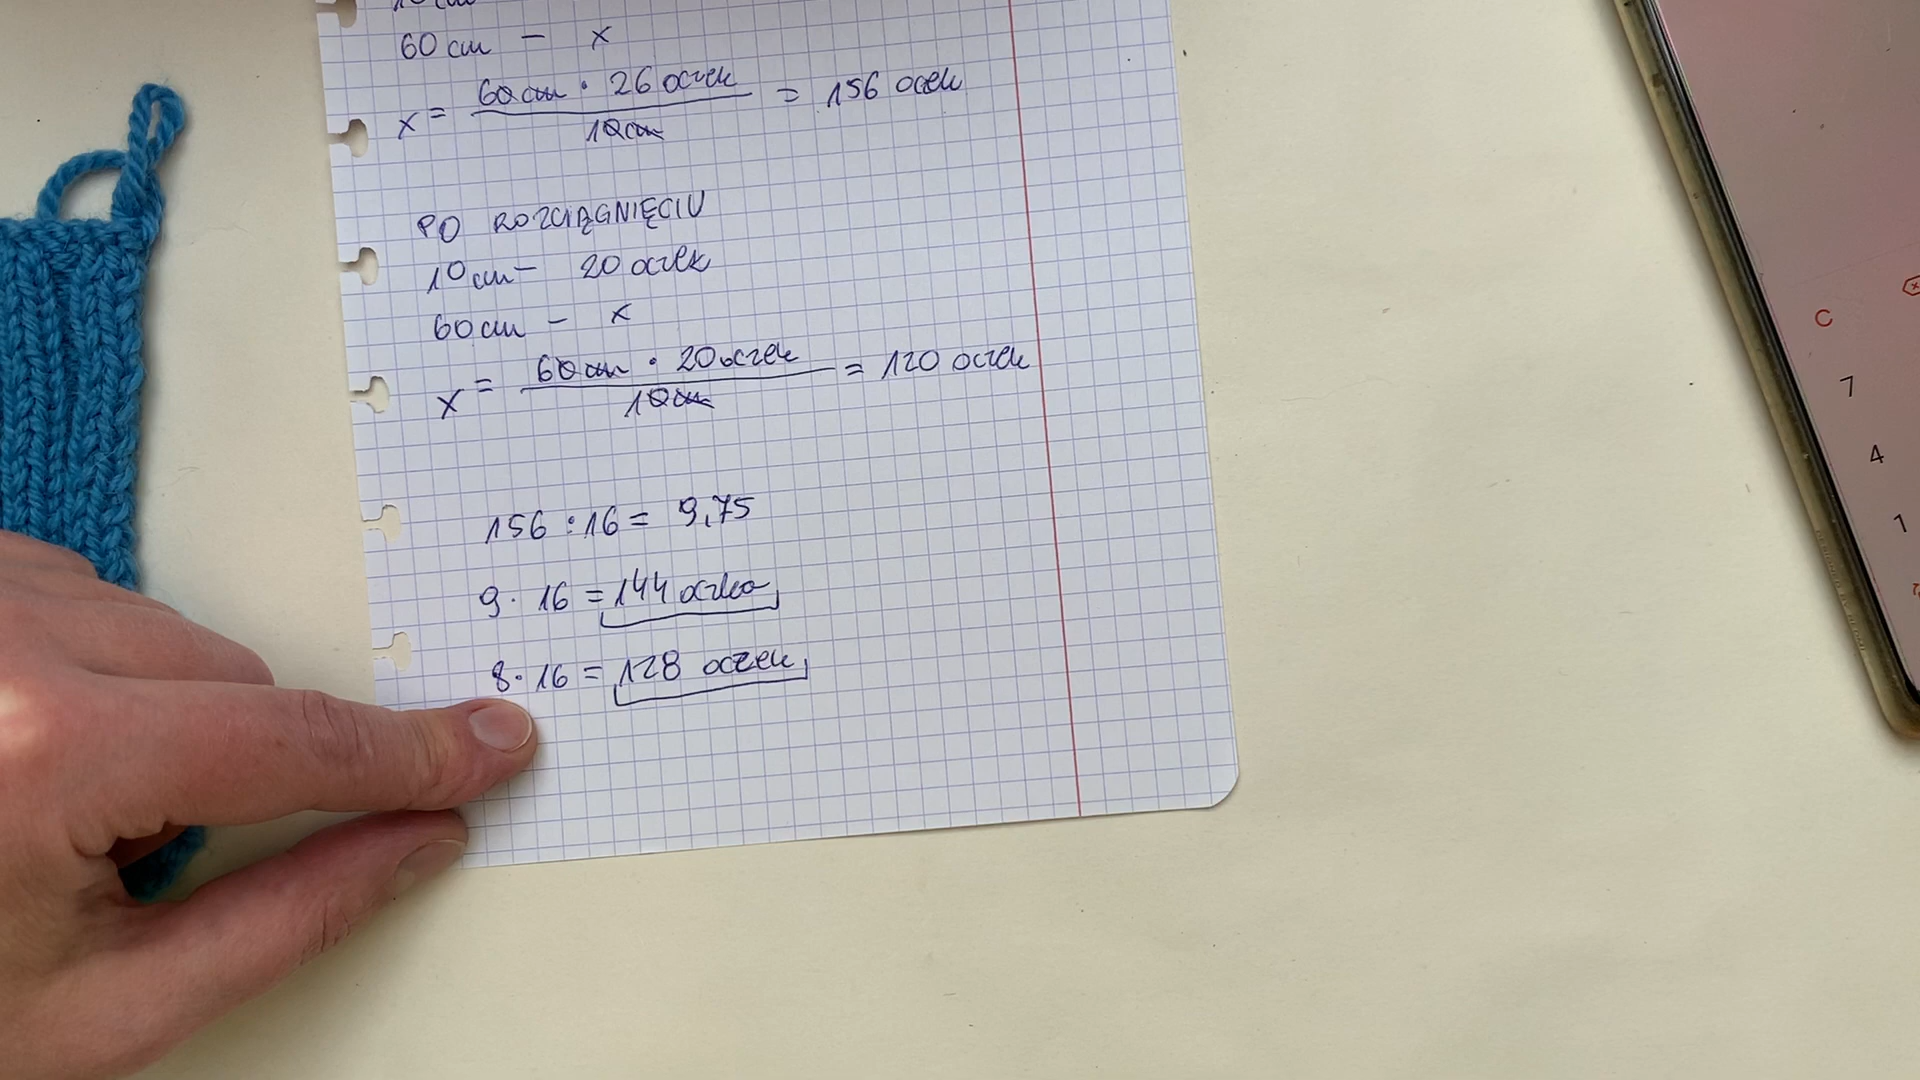 10 cm
60 cm - x
x = 60 cm · 26 oczek / 10 cm = 156 oczek
PO ROZCIĄGNIĘCIU
10 cm - 20 oczek
60 cm - x
x = 60 cm · 20 oczek / 10 cm = 120 oczek
156 : 16 = 9,75
9 · 16 = 144 oczka
8 · 16 = 128 oczek
C
7
4
1